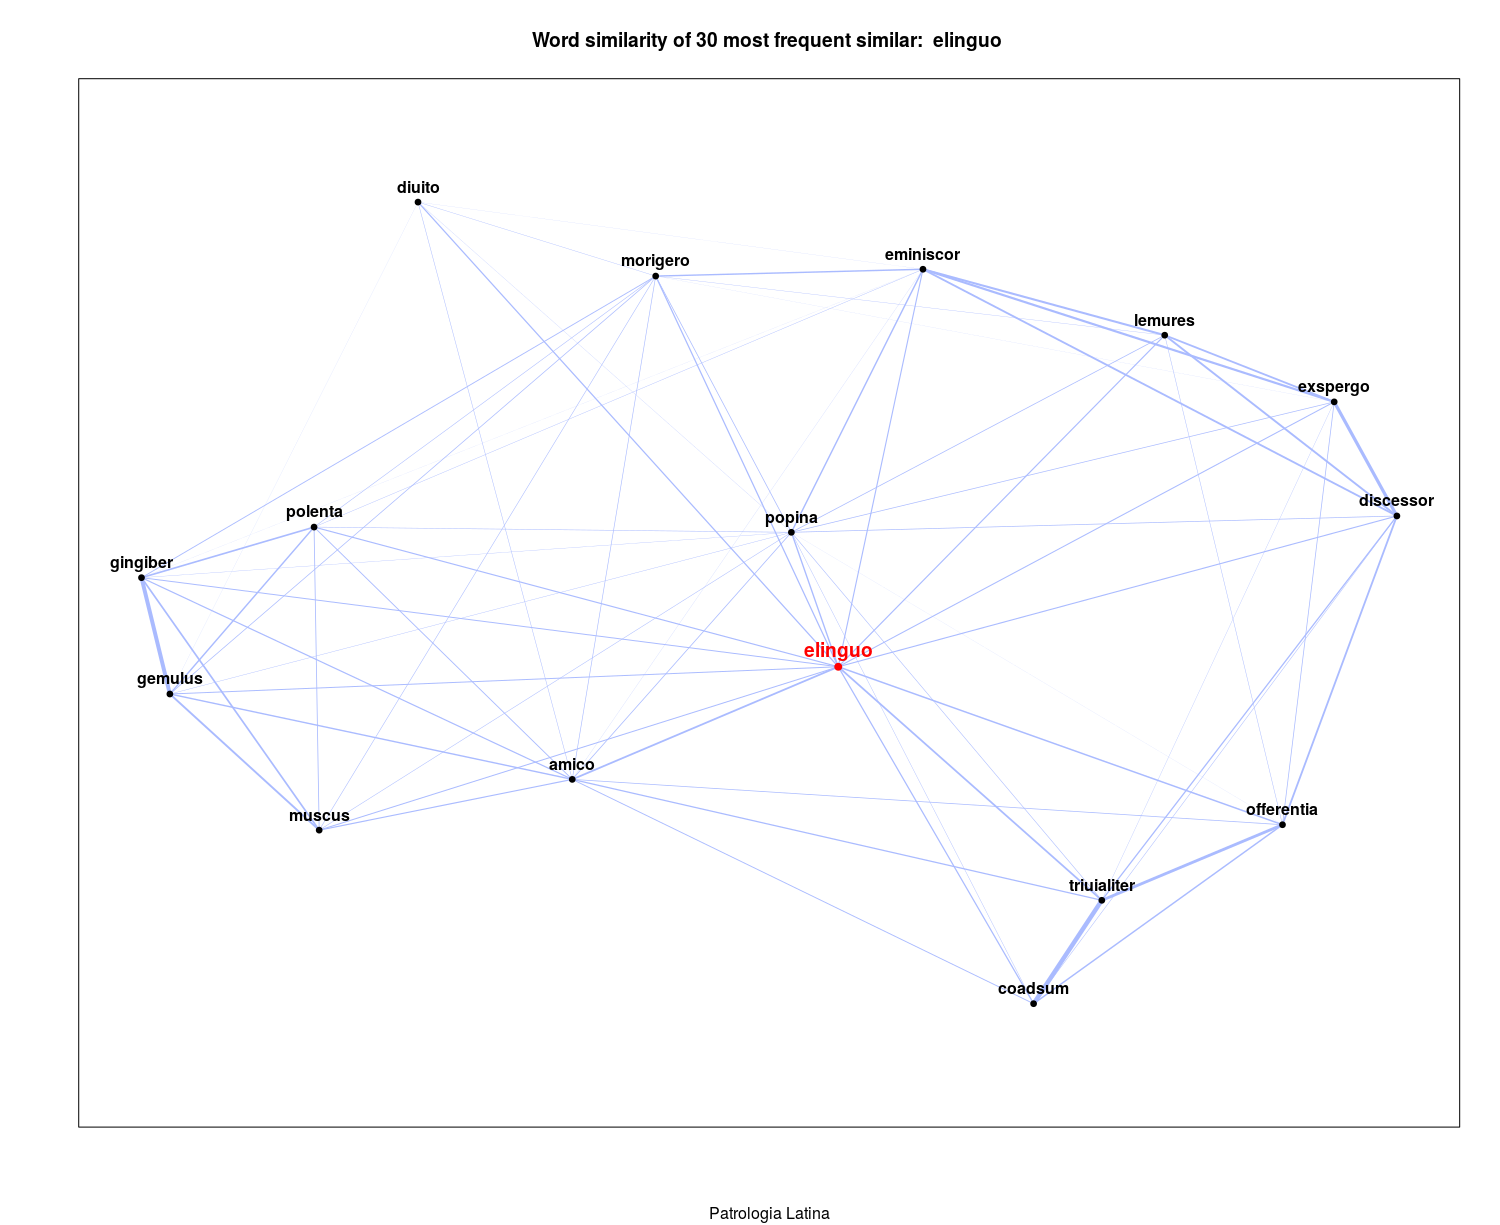 Word similarity of 30 most frequent similar: elinguo
diuito
morigero
eminiscor
lemures
exspergo
discessor
polenta
popina
gingiber
elinguo
gemulus
amico
muscus
offerentia
triuialiter
coadsum
Patrologia Latina